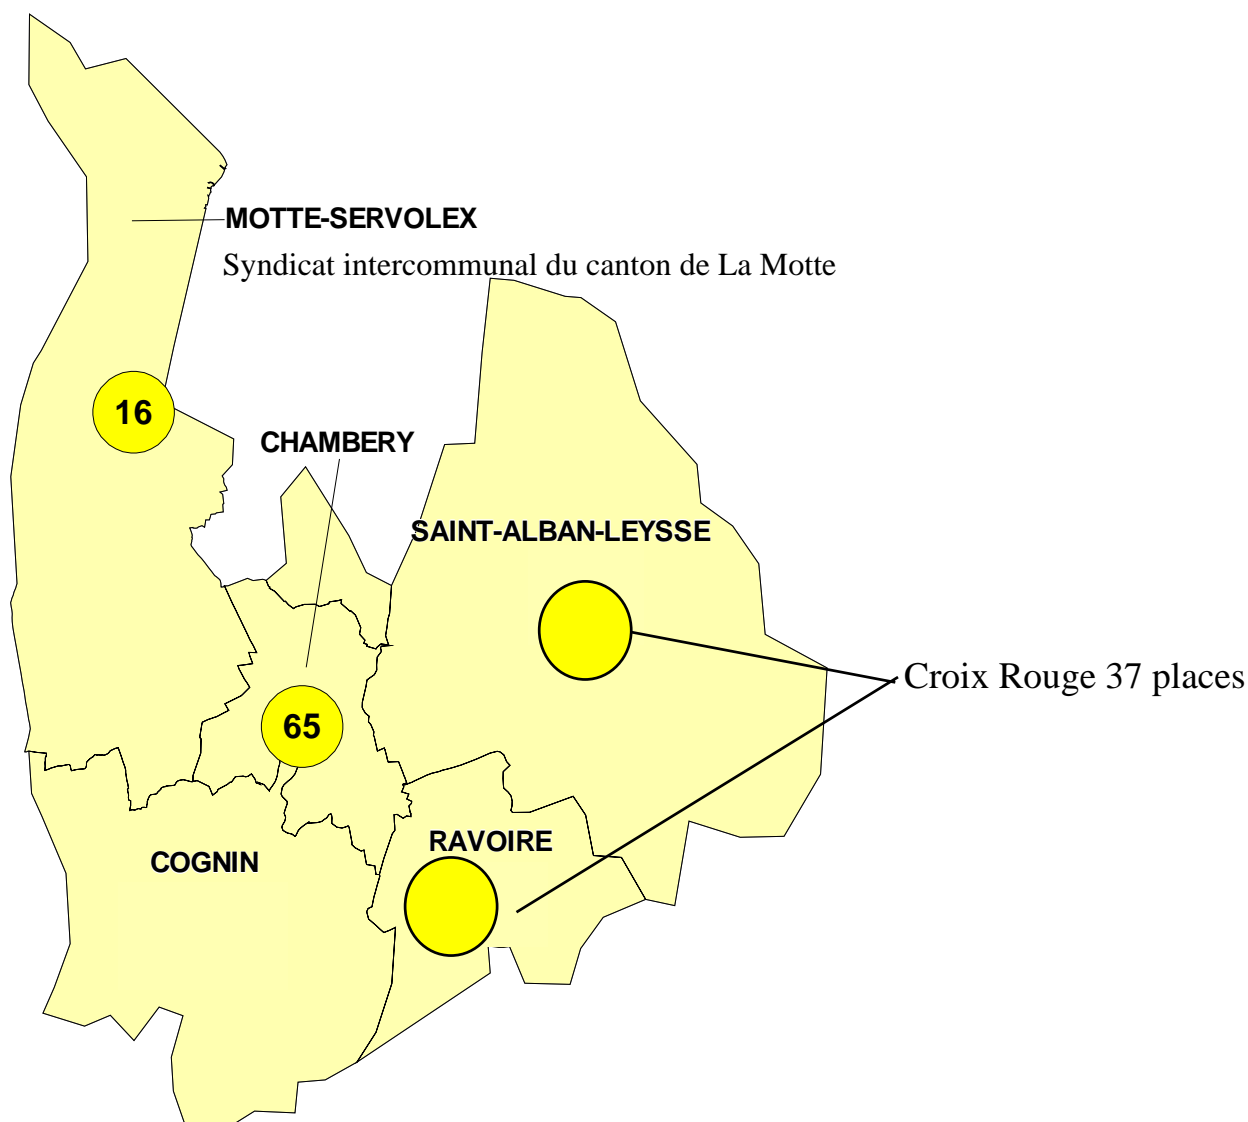 MOTTE-SERVOLEX
Syndicat intercommunal du canton de La Motte
16
CHAMBERY
SAINT-ALBAN-LEYSSE
Croix Rouge 37 places
65
RAVOIRE
COGNIN